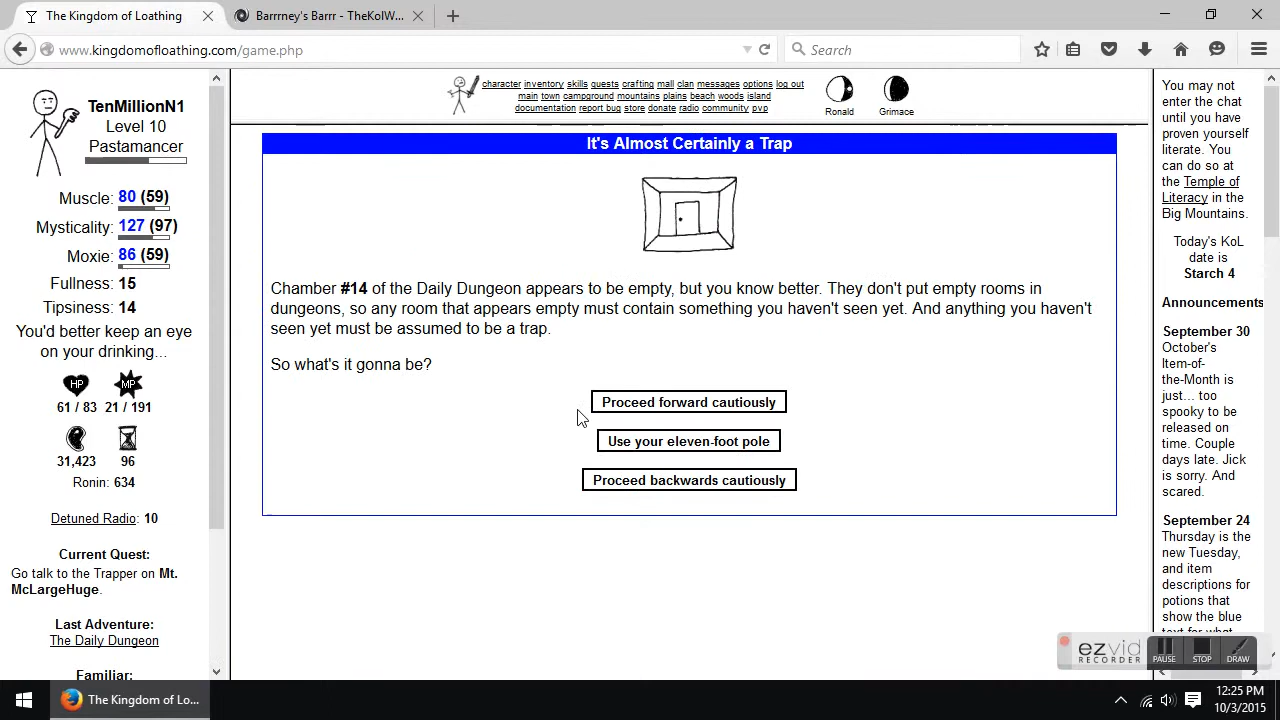 The Kingdom of Loathing
Barrrney's Barrr - TheKolW...
www.kingdomofloathing.com/game.php
Search
TenMillionN1
Level 10
Pastamancer
Muscle: 80 (59)
Mysticality: 127 (97)
Moxie: 86 (59)
Fullness: 15
Tipsiness: 14
You'd better keep an eye
on your drinking...
HP MP
61 / 83 21 / 191
31,423 96
Ronin: 634
Detuned Radio: 10
Current Quest:
Go talk to the Trapper on Mt.
McLargeHuge.
Last Adventure:
The Daily Dungeon
Familiar:
character inventory skills quests crafting mall clan messages options log out
main town campground mountains plains beach woods island
documentation report bug store donate radio community pvp
Ronald Grimace
It's Almost Certainly a Trap
Chamber #14 of the Daily Dungeon appears to be empty, but you know better. They don't put empty rooms in
dungeons, so any room that appears empty must contain something you haven't seen yet. And anything you haven't
seen yet must be assumed to be a trap.
So what's it gonna be?
Proceed forward cautiously
Use your eleven-foot pole
Proceed backwards cautiously
You may not
enter the chat
until you have
proven yourself
literate. You
can do so at
the Temple of
Literacy in the
Big Mountains.
Today's KoL
date is
Starch 4
Announcements
September 30
October's
Item-of-
the-Month is
just... too
spooky to be
released on
time. Couple
days late. Jick
is sorry. And
scared.
September 24
Thursday is the
new Tuesday,
and item
descriptions for
potions that
show the blue
text for what
ezvid
RECORDER
PAUSE STOP DRAW
The Kingdom of Lo...
12:25 PM
10/3/2015